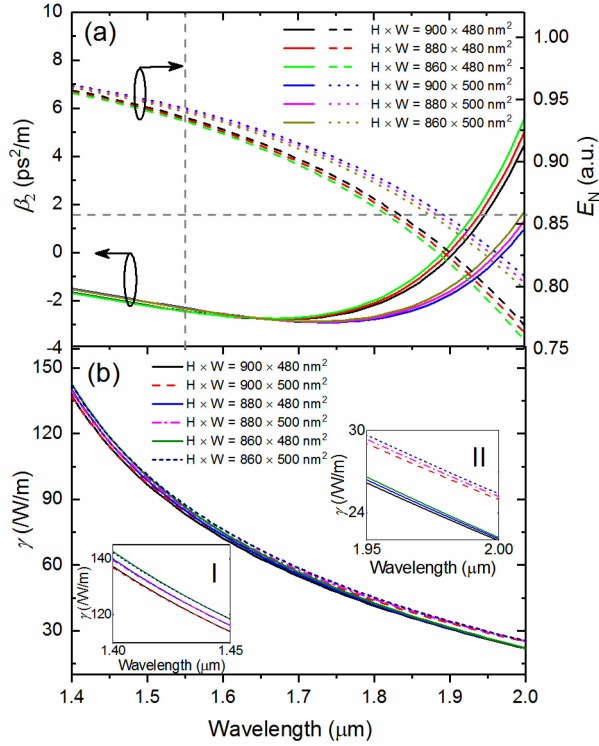 (a)
H × W = 900 × 480 nm²
H × W = 880 × 480 nm²
H × W = 860 × 480 nm²
H × W = 900 × 500 nm²
H × W = 880 × 500 nm²
H × W = 860 × 500 nm²
10
8
6
4
2
0
-2
-4
β₂ (ps²/m)
1.00
0.95
0.90
0.85
0.80
0.75
E_N (a.u.)
(b)
H × W = 900 × 480 nm²
H × W = 900 × 500 nm²
H × W = 880 × 480 nm²
H × W = 880 × 500 nm²
H × W = 860 × 480 nm²
H × W = 860 × 500 nm²
150
120
90
60
30
γ (/W/m)
II
30
24
γ (/W/m)
1.95 2.00
Wavelength (μm)
I
140
120
γ (/W/m)
1.40 1.45
Wavelength (μm)
1.4 1.5 1.6 1.7 1.8 1.9 2.0
Wavelength (μm)